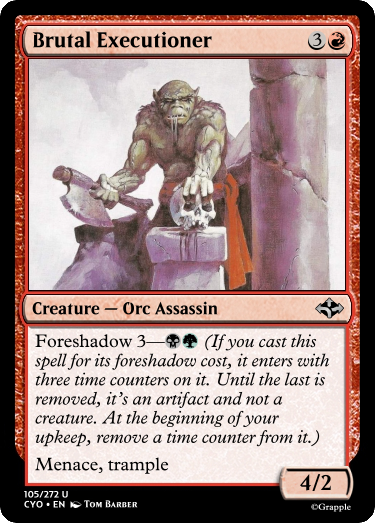 Brutal Executioner 3
Creature — Orc Assassin
Foreshadow 3— (If you cast this
spell for its foreshadow cost, it enters with
three time counters on it. Until the last is
removed, it's an artifact and not a
creature. At the beginning of your
upkeep, remove a time counter from it.)
Menace, trample
4/2
105/272 U
CYO • EN Tom Barber
©Grapple